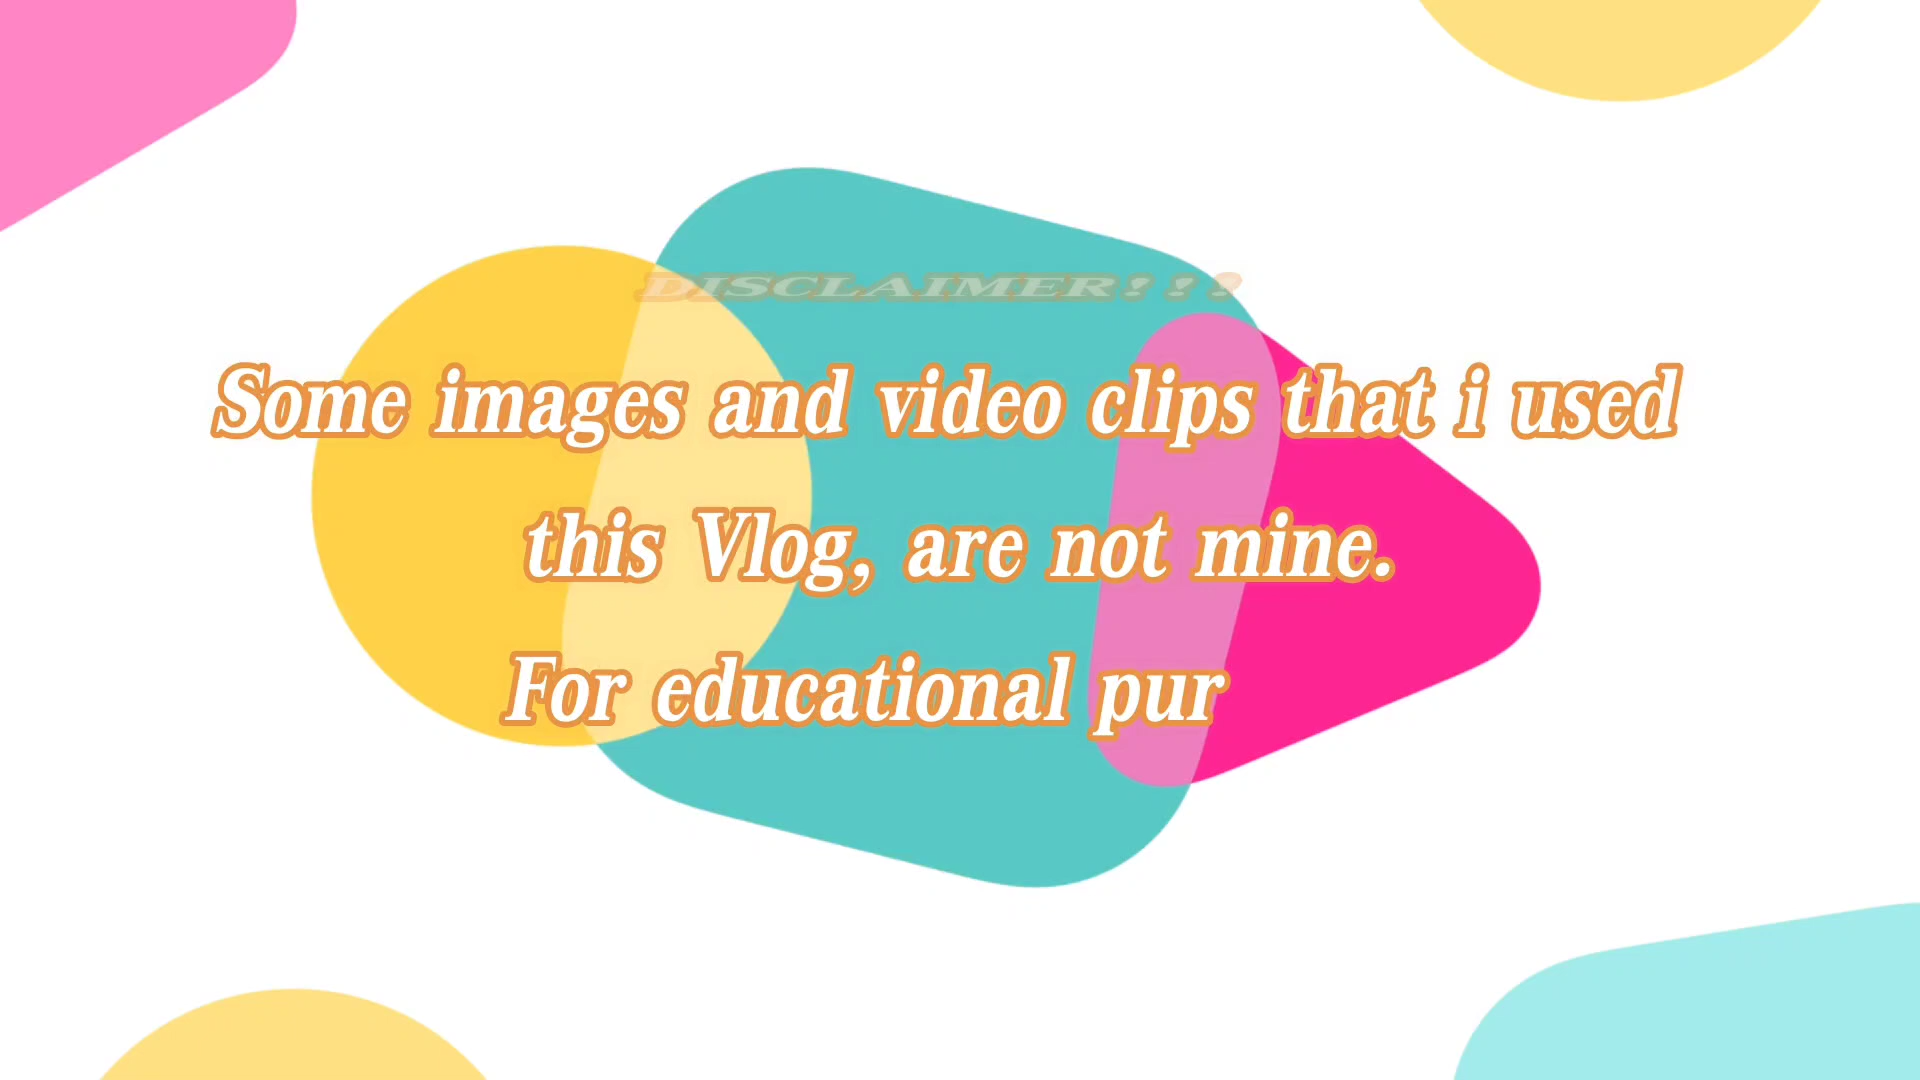 DISCLAIMER!!!
Some images and video clips that i used
this Vlog, are not mine.
For educational pur